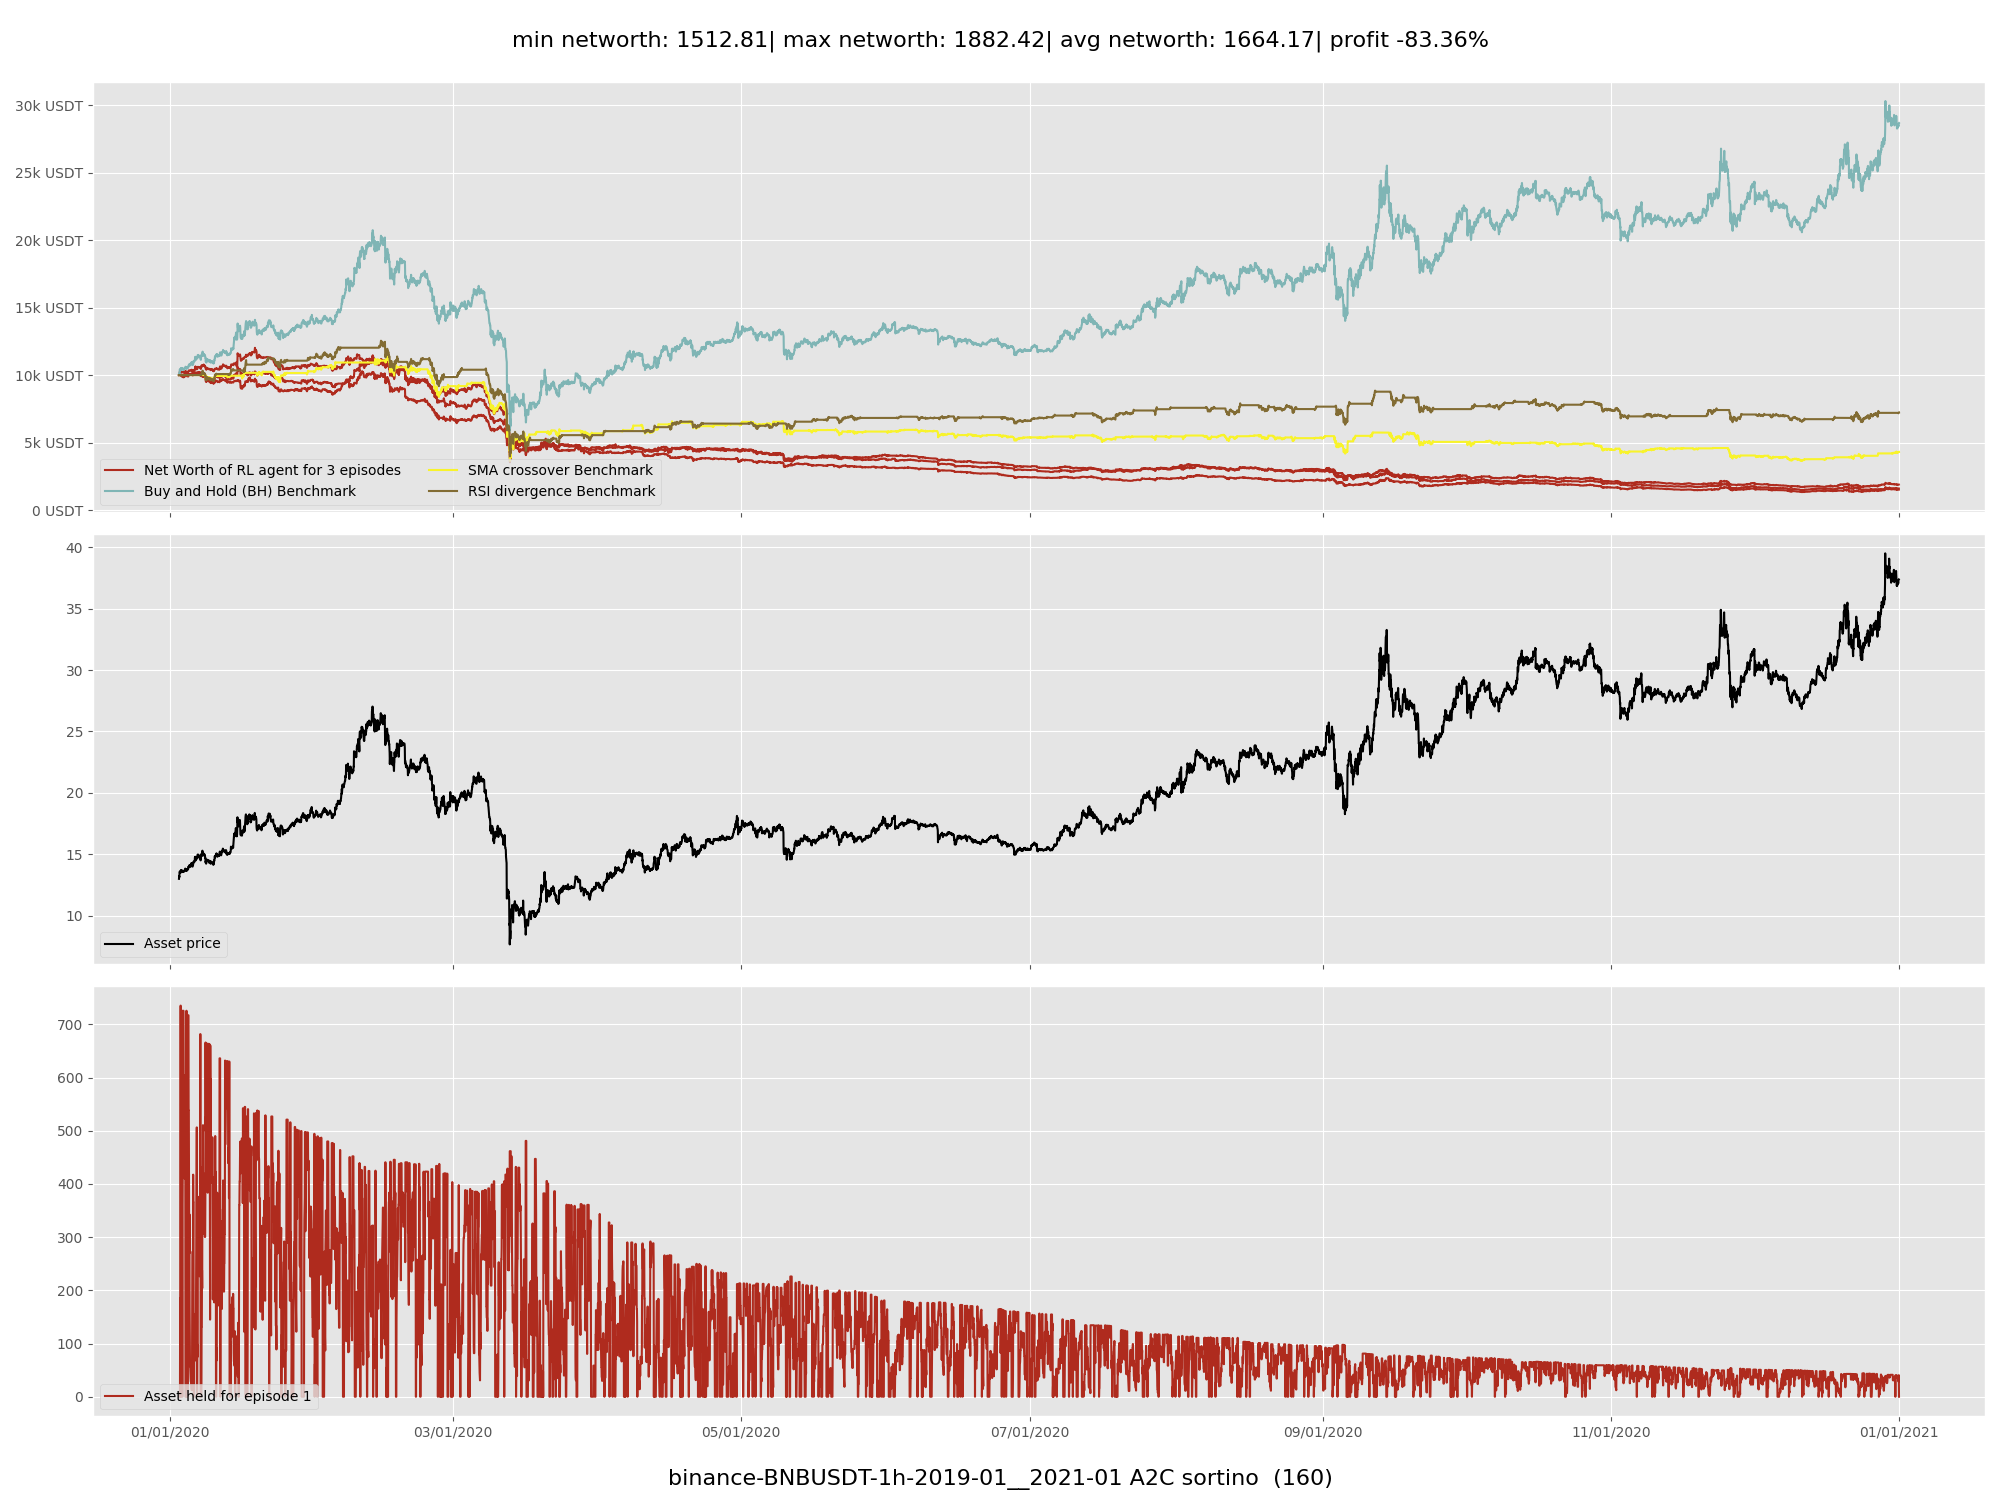 min networth: 1512.81| max networth: 1882.42| avg networth: 1664.17| profit -83.36%
30k USDT
25k USDT
20k USDT
15k USDT
10k USDT
5k USDT
0 USDT
Net Worth of RL agent for 3 episodes
Buy and Hold (BH) Benchmark
SMA crossover Benchmark
RSI divergence Benchmark
40
35
30
25
20
15
10
Asset price
700
600
500
400
300
200
100
0
Asset held for episode 1
01/01/2020 03/01/2020 05/01/2020 07/01/2020 09/01/2020 11/01/2020 01/01/2021
binance-BNBUSDT-1h-2019-01__2021-01 A2C sortino (160)